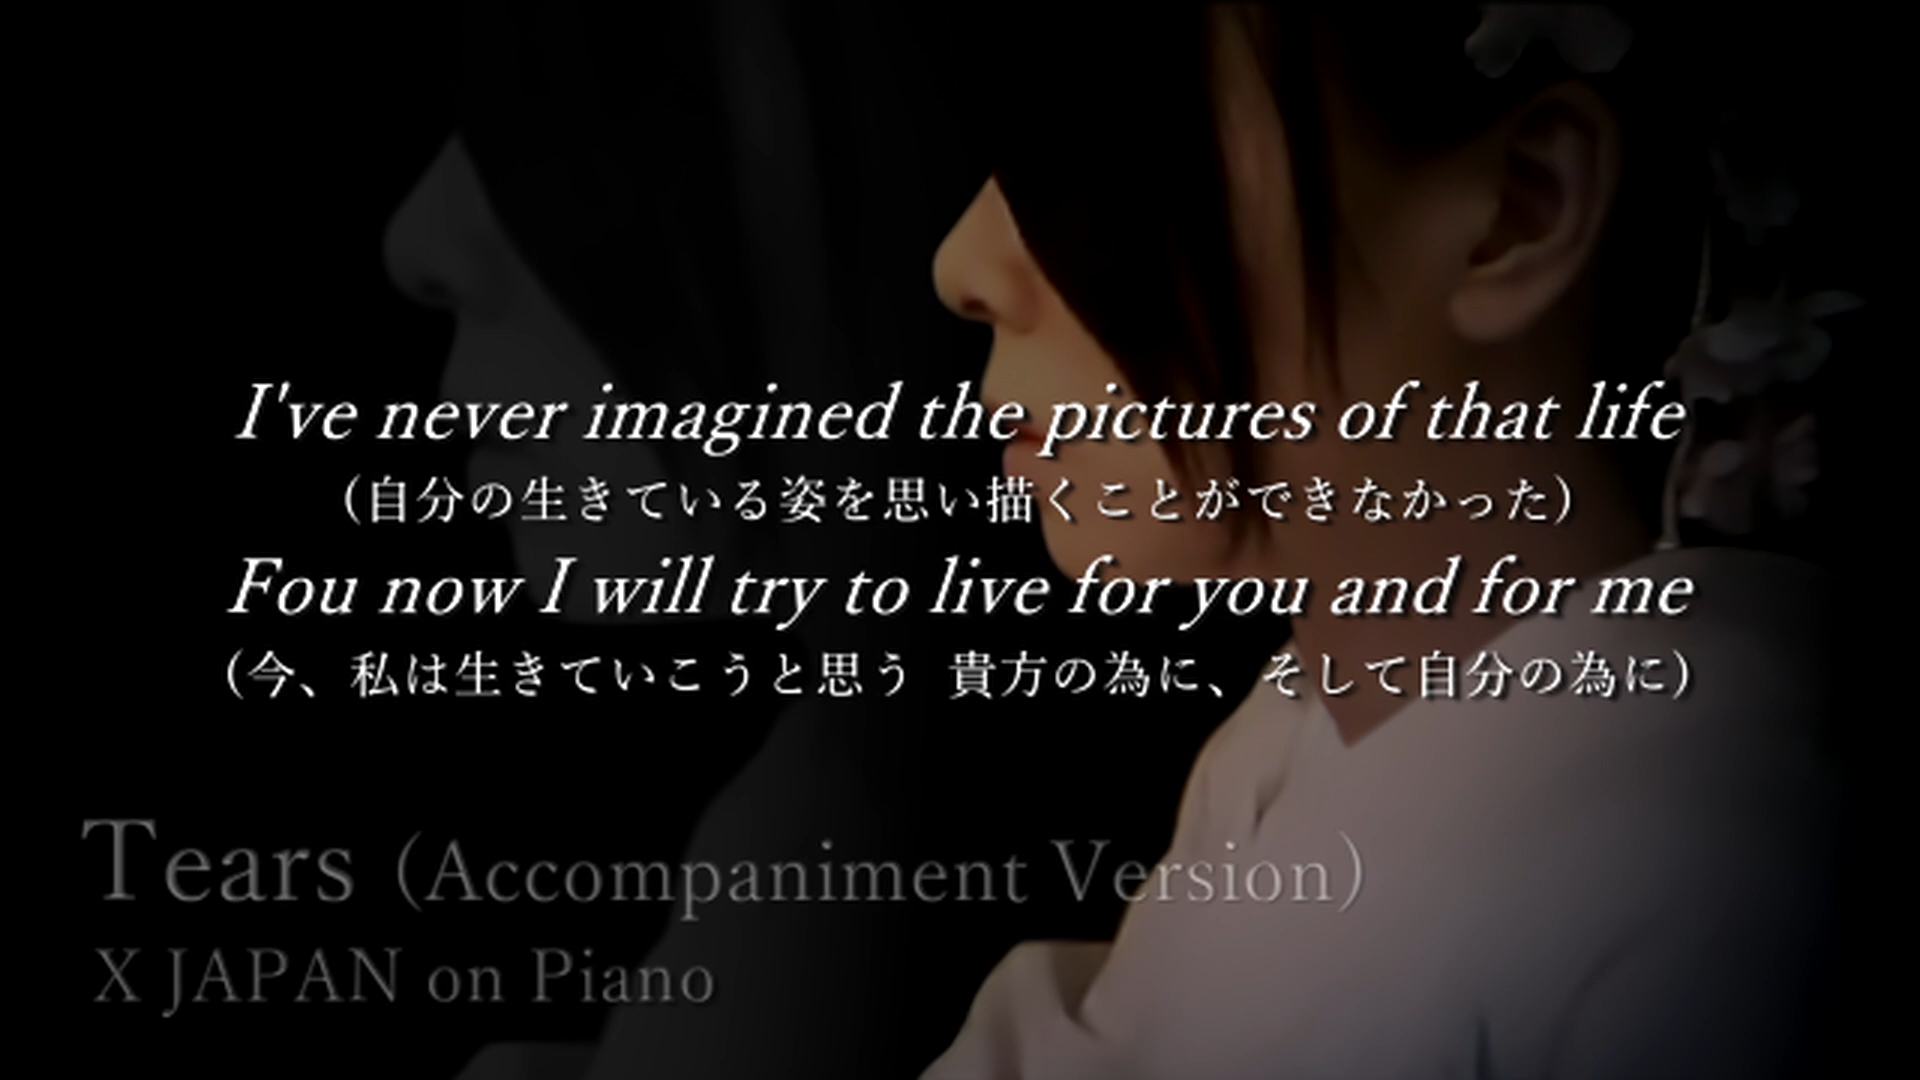 I've never imagined the pictures of that life
(自分の生きている姿を思い描くことができなかった)
Fou now I will try to live for you and for me
(今、私は生きていこうと思う 貴方の為に、そして自分の為に)
Tears (Accompaniment Version)
X JAPAN on Piano